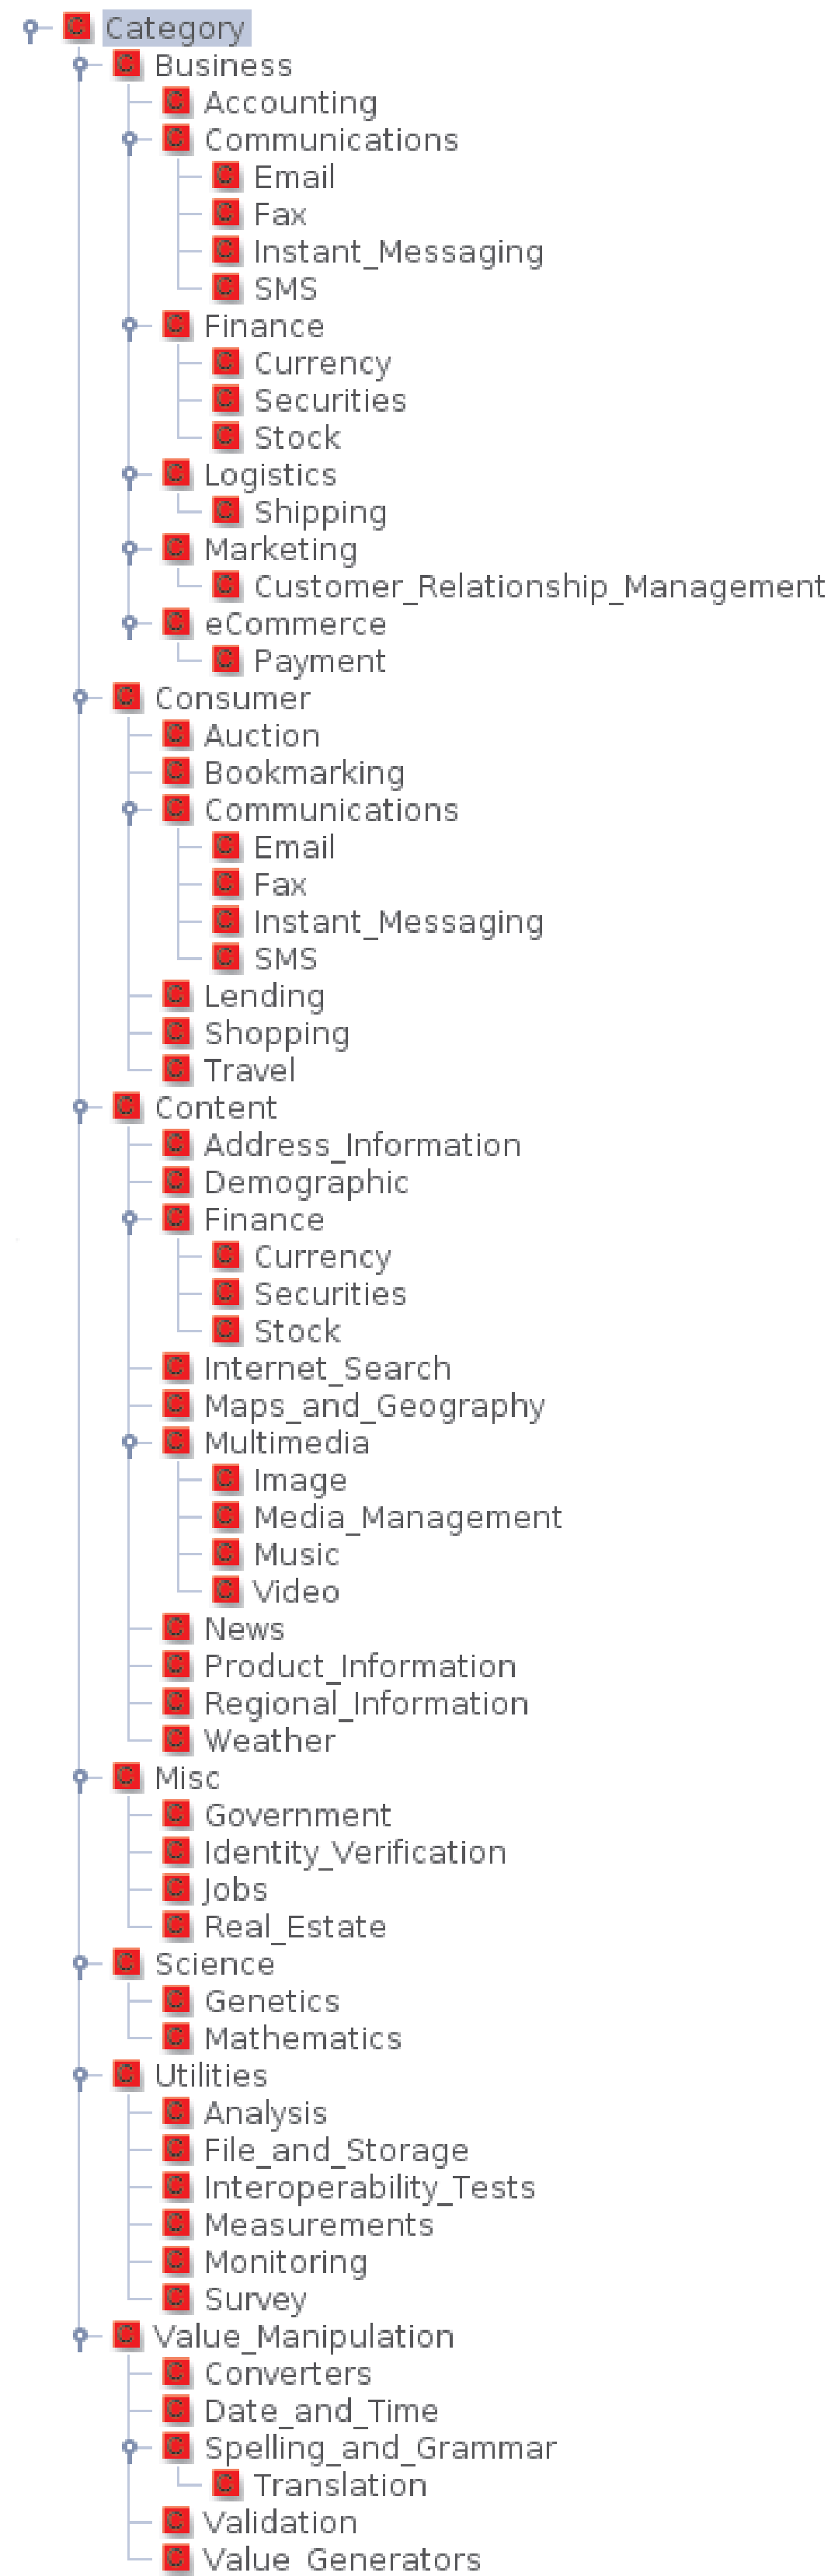 C Category
C Business
C Accounting
C Communications
C Email
C Fax
C Instant_Messaging
C SMS
C Finance
C Currency
C Securities
C Stock
C Logistics
C Shipping
C Marketing
C Customer_Relationship_Management
C eCommerce
C Payment
C Consumer
C Auction
C Bookmarking
C Communications
C Email
C Fax
C Instant_Messaging
C SMS
C Lending
C Shopping
C Travel
C Content
C Address_Information
C Demographic
C Finance
C Currency
C Securities
C Stock
C Internet_Search
C Maps_and_Geography
C Multimedia
C Image
C Media_Management
C Music
C Video
C News
C Product_Information
C Regional_Information
C Weather
C Misc
C Government
C Identity_Verification
C Jobs
C Real_Estate
C Science
C Genetics
C Mathematics
C Utilities
C Analysis
C File_and_Storage
C Interoperability_Tests
C Measurements
C Monitoring
C Survey
C Value_Manipulation
C Converters
C Date_and_Time
C Spelling_and_Grammar
C Translation
C Validation
C Value_Generators